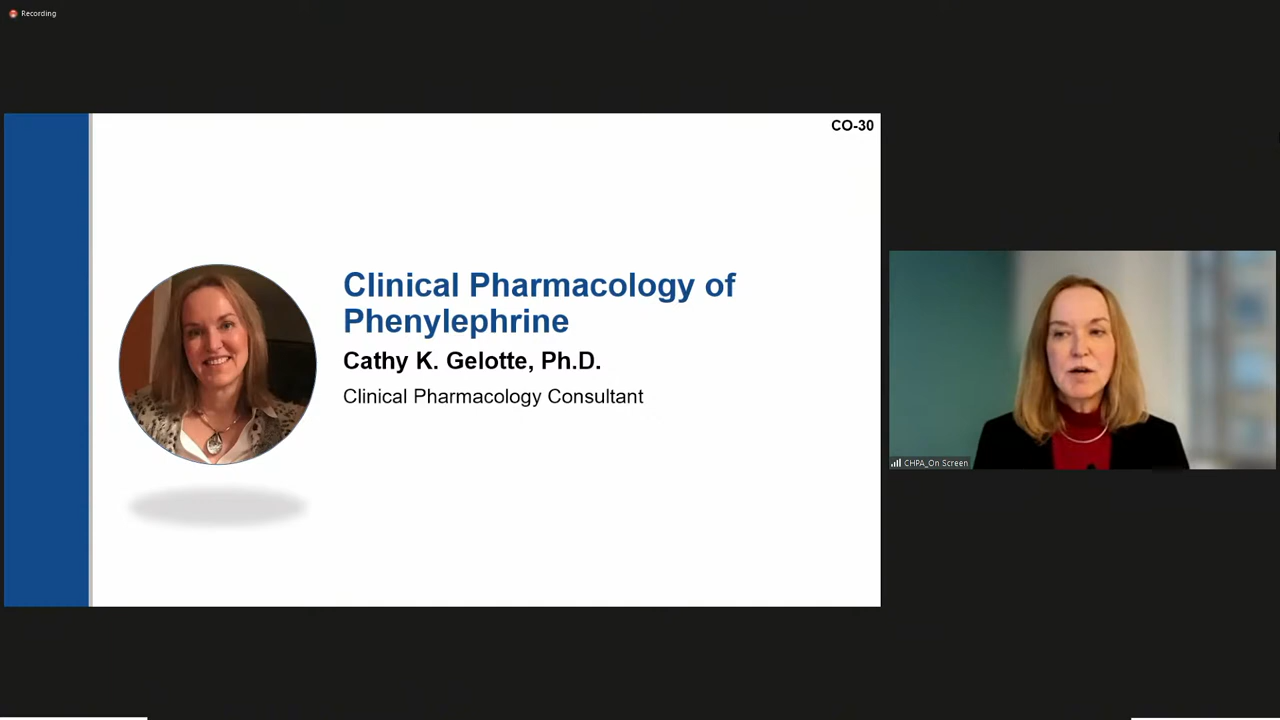 Recording
CO-30
Clinical Pharmacology of
Phenylephrine
Cathy K. Gelotte, Ph.D.
Clinical Pharmacology Consultant
CHPA_On Screen